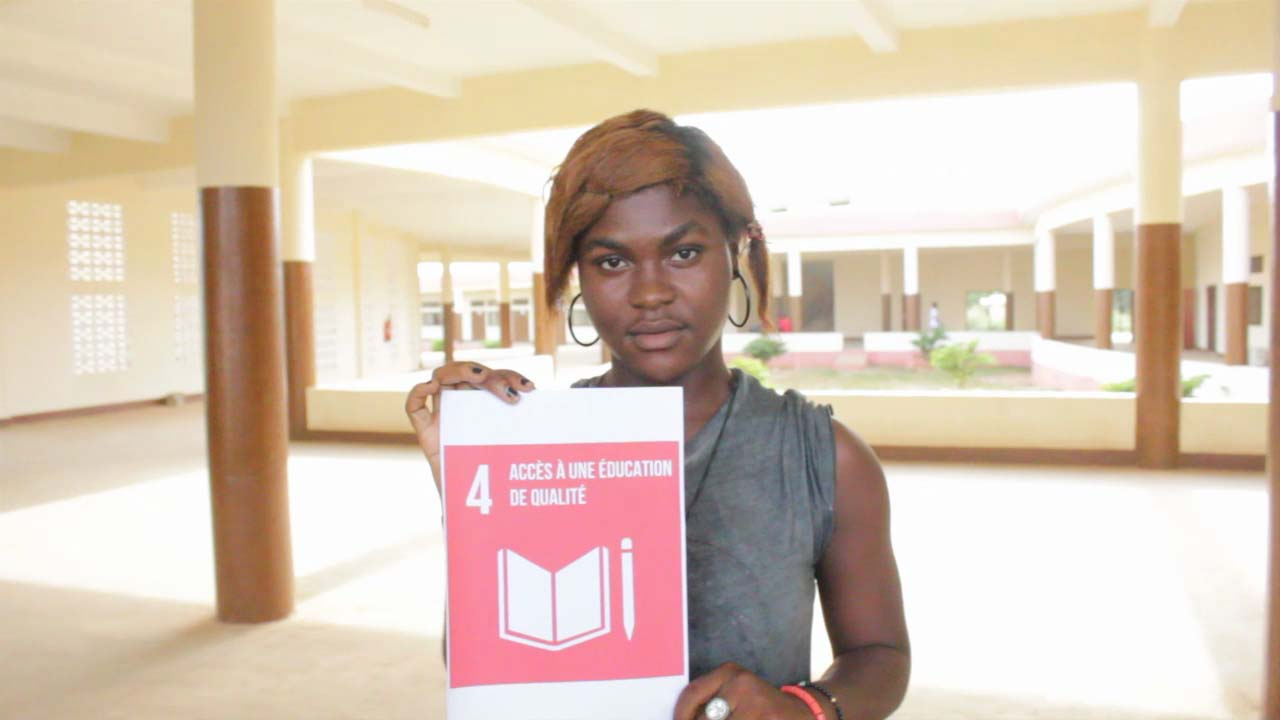 4
ACCÈS À UNE ÉDUCATION
DE QUALITÉ